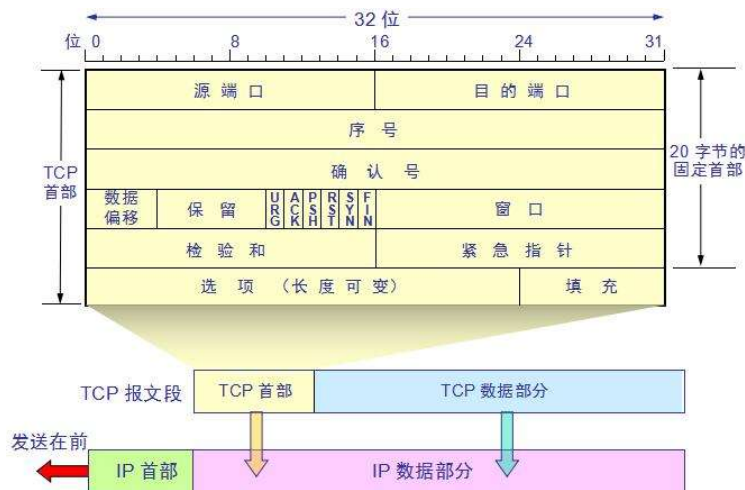 32 位
位 0 8 16 24 31
源端口 目的端口
序号
TCP 首部
确认号
20 字节的固定首部
数据偏移 保留 URG ACK PSH RST SYN FIN 窗口
检验和 紧急指针
选项 (长度可变) 填充
TCP 报文段 TCP 首部 TCP 数据部分
发送在前
IP 首部 IP 数据部分